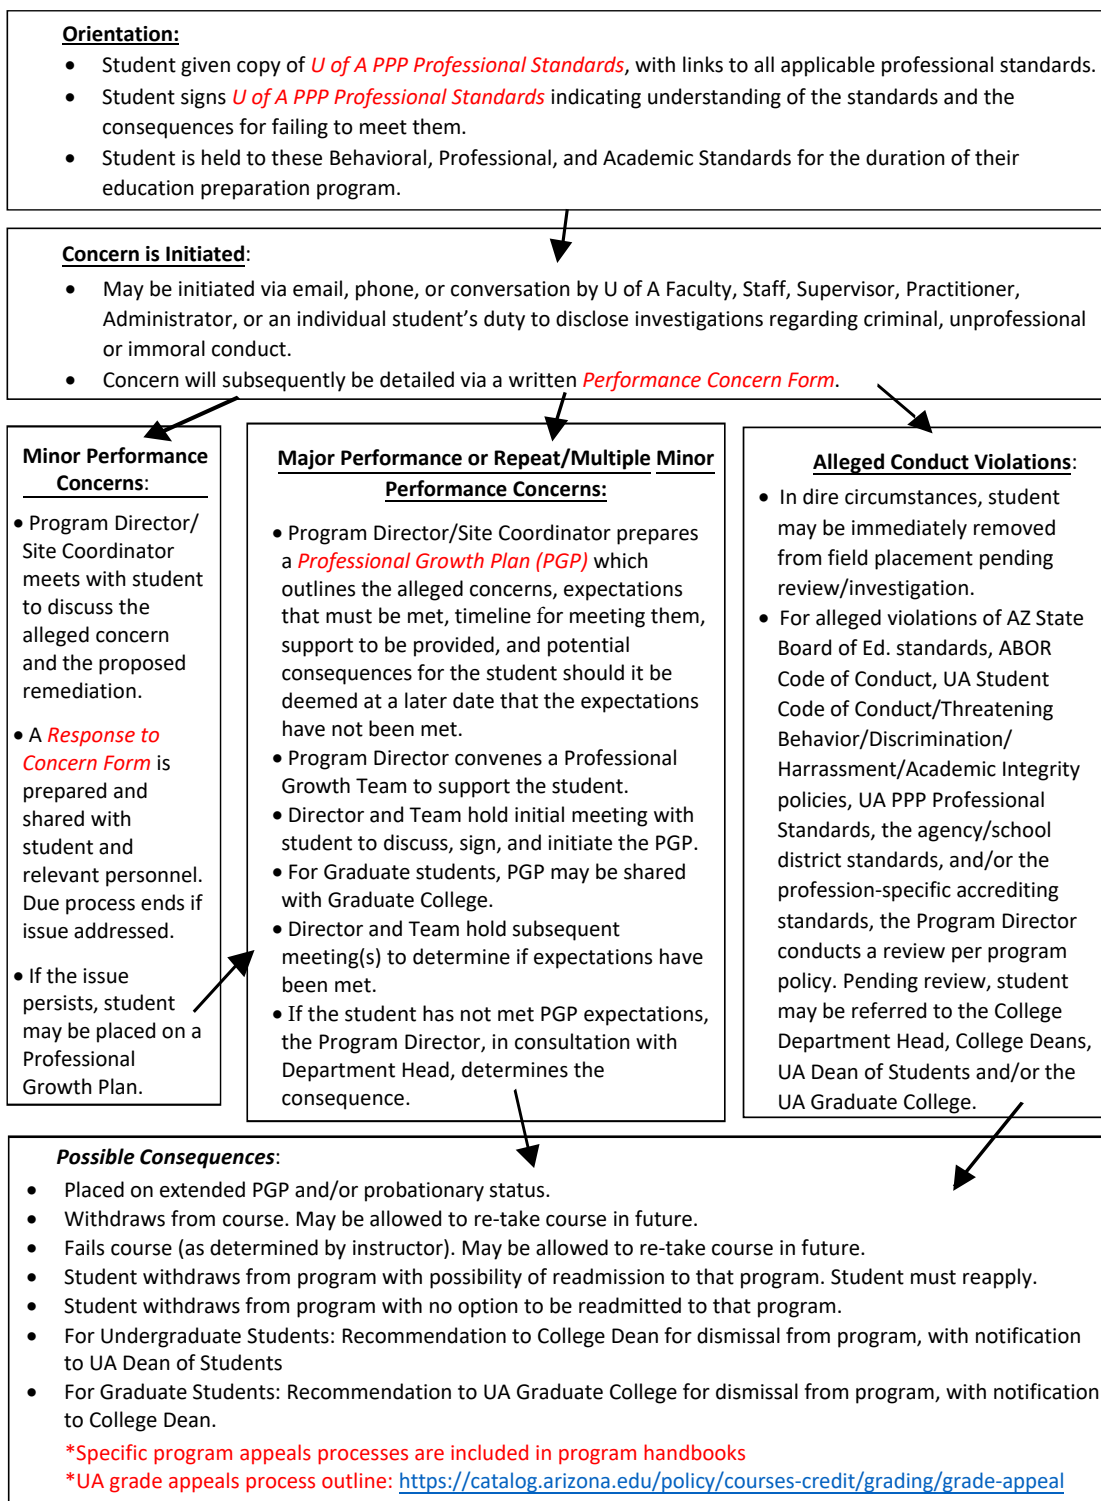 Orientation:
• Student given copy of U of A PPP Professional Standards, with links to all applicable professional standards.
• Student signs U of A PPP Professional Standards indicating understanding of the standards and the
consequences for failing to meet them.
• Student is held to these Behavioral, Professional, and Academic Standards for the duration of their
education preparation program.
Concern is Initiated:
• May be initiated via email, phone, or conversation by U of A Faculty, Staff, Supervisor, Practitioner,
Administrator, or an individual student's duty to disclose investigations regarding criminal, unprofessional
or immoral conduct.
• Concern will subsequently be detailed via a written Performance Concern Form.
Minor Performance
Concerns:
• Program Director/
Site Coordinator
meets with student
to discuss the
alleged concern
and the proposed
remediation.
• A Response to
Concern Form is
prepared and
shared with
student and
relevant personnel.
Due process ends if
issue addressed.
• If the issue
persists, student
may be placed on a
Professional
Growth Plan.
Major Performance or Repeat/Multiple Minor
Performance Concerns:
• Program Director/Site Coordinator prepares
a Professional Growth Plan (PGP) which
outlines the alleged concerns, expectations
that must be met, timeline for meeting them,
support to be provided, and potential
consequences for the student should it be
deemed at a later date that the expectations
have not been met.
• Program Director convenes a Professional
Growth Team to support the student.
• Director and Team hold initial meeting with
student to discuss, sign, and initiate the PGP.
• For Graduate students, PGP may be shared
with Graduate College.
• Director and Team hold subsequent
meeting(s) to determine if expectations have
been met.
• If the student has not met PGP expectations,
the Program Director, in consultation with
Department Head, determines the
consequence.
Alleged Conduct Violations:
• In dire circumstances, student
may be immediately removed
from field placement pending
review/investigation.
• For alleged violations of AZ State
Board of Ed. standards, ABOR
Code of Conduct, UA Student
Code of Conduct/Threatening
Behavior/Discrimination/
Harrassment/Academic Integrity
policies, UA PPP Professional
Standards, the agency/school
district standards, and/or the
profession-specific accrediting
standards, the Program Director
conducts a review per program
policy. Pending review, student
may be referred to the College
Department Head, College Deans,
UA Dean of Students and/or the
UA Graduate College.
Possible Consequences:
• Placed on extended PGP and/or probationary status.
• Withdraws from course. May be allowed to re-take course in future.
• Fails course (as determined by instructor). May be allowed to re-take course in future.
• Student withdraws from program with possibility of readmission to that program. Student must reapply.
• Student withdraws from program with no option to be readmitted to that program.
• For Undergraduate Students: Recommendation to College Dean for dismissal from program, with notification
to UA Dean of Students
• For Graduate Students: Recommendation to UA Graduate College for dismissal from program, with notification
to College Dean.
*Specific program appeals processes are included in program handbooks
*UA grade appeals process outline: https://catalog.arizona.edu/policy/courses-credit/grading/grade-appeal